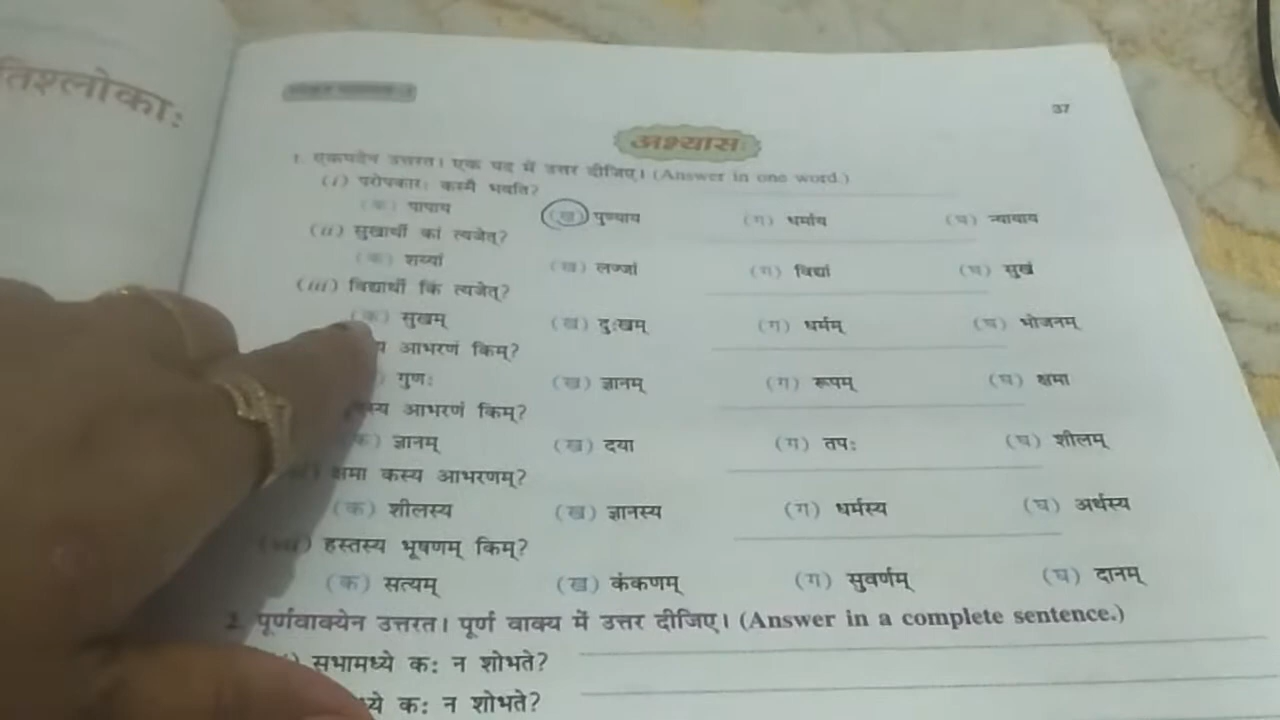 तिश्लोका:
37
अभ्यास:
1. एकपदेन उत्तरत। एक पद में उत्तर दीजिए। (Answer in one word.)
(i) परोपकार: कस्मै भवति?
(क) पापाय (ख) पुण्याय (ग) धर्माय (घ) न्यायाय
(ii) सुखार्थी कां त्यजेत्?
(क) शय्यां (ख) लज्जां (ग) विद्यां (घ) सुखं
(iii) विद्यार्थी किं त्यजेत्?
(क) सुखम् (ख) दु:खम् (ग) धर्मम् (घ) भोजनम्
य आभरणं किम्?
) गुण: (ख) ज्ञानम् (ग) रूपम् (घ) क्षमा
स्य आभरणं किम्?
क) ज्ञानम् (ख) दया (ग) तप: (घ) शीलम्
क्षमा कस्य आभरणम्?
(क) शीलस्य (ख) ज्ञानस्य (ग) धर्मस्य (घ) अर्थस्य
(vii) हस्तस्य भूषणम् किम्?
(क) सत्यम् (ख) कंकणम् (ग) सुवर्णम् (घ) दानम्
2. पूर्णवाक्येन उत्तरत। पूर्ण वाक्य में उत्तर दीजिए। (Answer in a complete sentence.)
) सभामध्ये क: न शोभते?
ध्ये क: न शोभते?